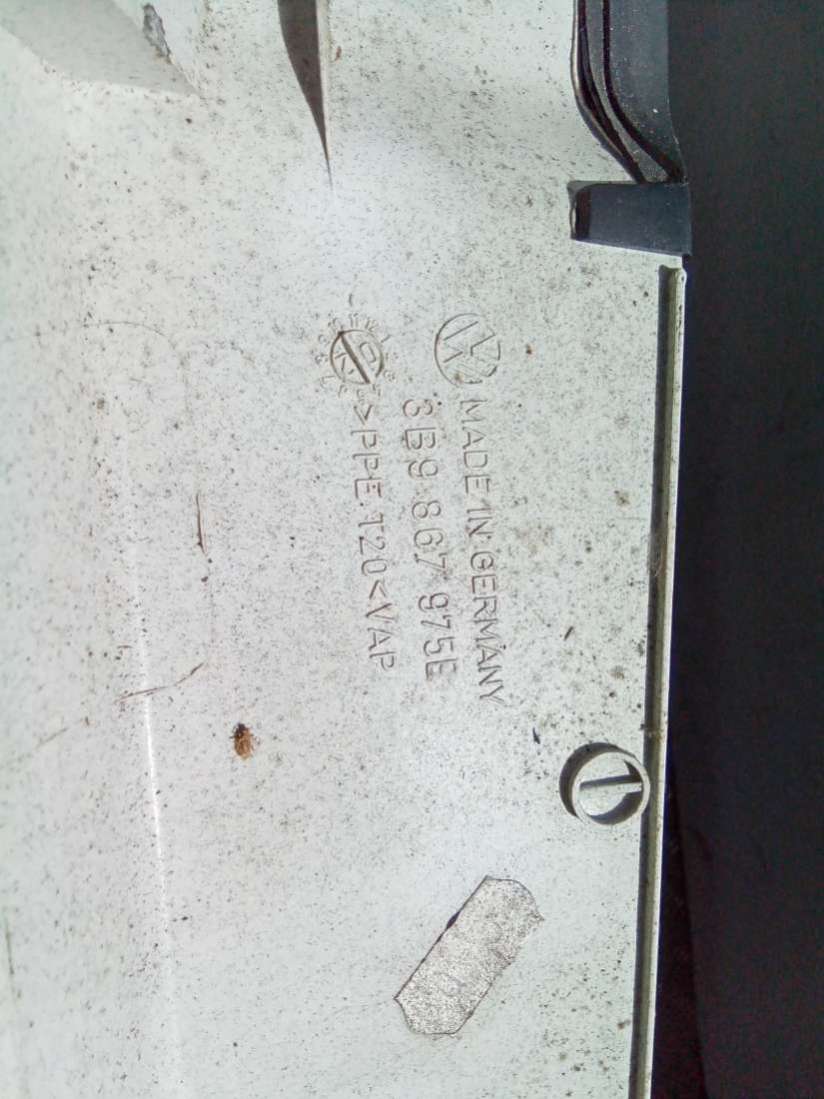 MADE IN GERMANY
3B9 867 975E
>PPE.T20<VAP